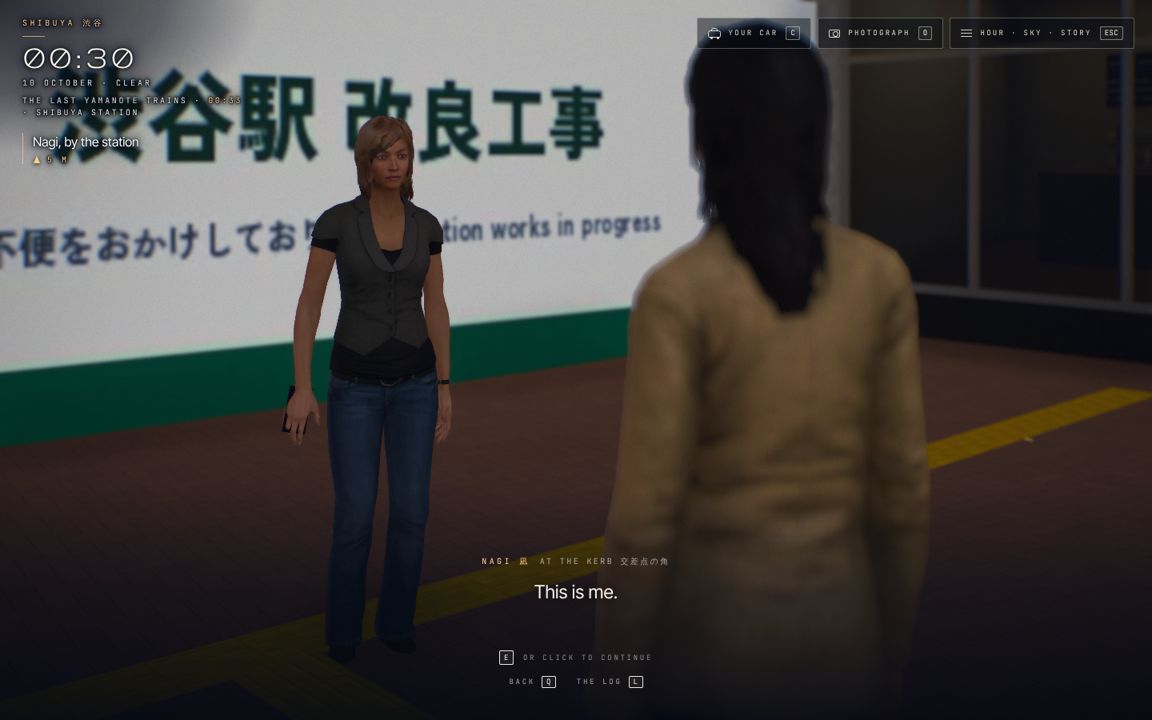 SHIBUYA 渋谷
00:30
10 OCTOBER · CLEAR
THE LAST YAMANOTE TRAINS · 00:33
· SHIBUYA STATION
Nagi, by the station
5 M
YOUR CAR C
PHOTOGRAPH O
HOUR · SKY · STORY ESC
渋谷駅 改良工事
不便をおかけしてお
tion works in progress
NAGI 凪 AT THE KERB 交差点の角
This is me.
E OR CLICK TO CONTINUE
BACK Q THE LOG L